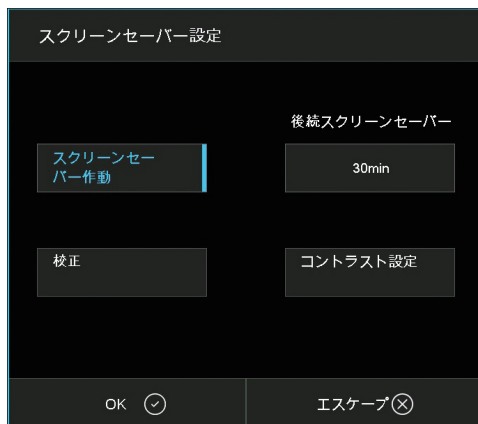 スクリーンセーバー設定
後続スクリーンセーバー
スクリーンセー
バー作動
30min
校正
コントラスト設定
OK
エスケープ